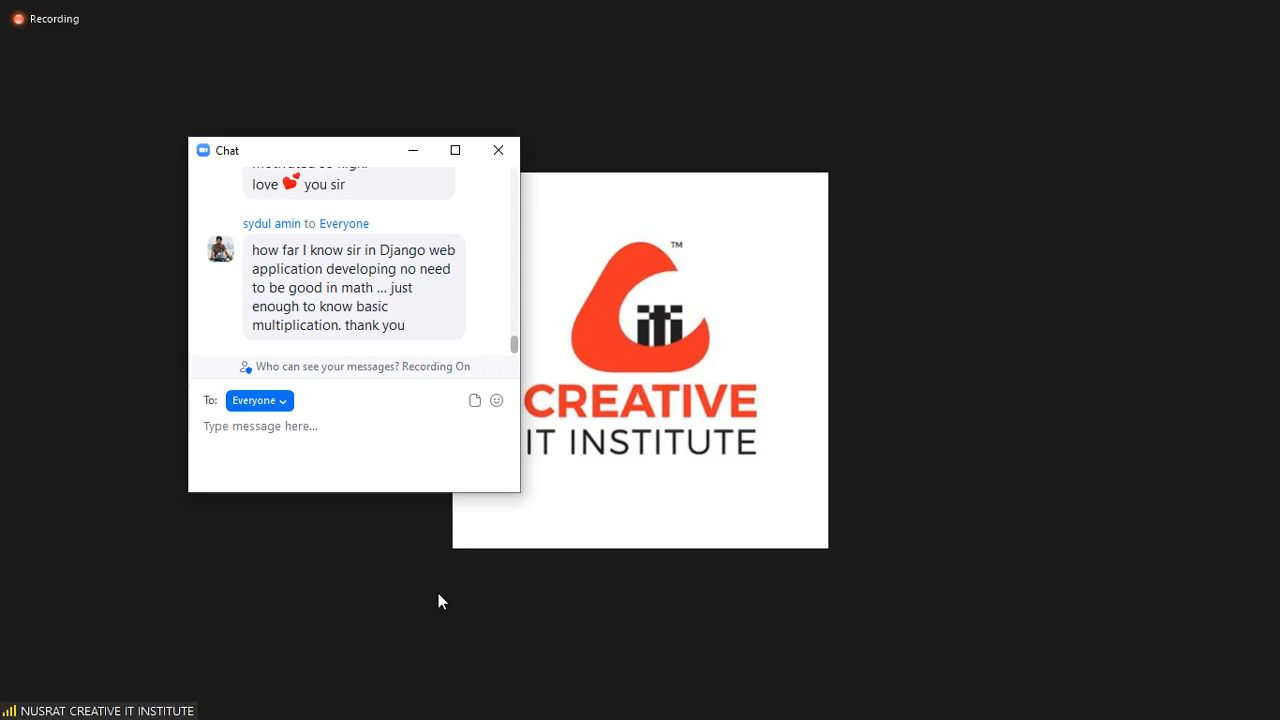 Recording
Chat
love you sir
sydul amin to Everyone
how far I know sir in Django web
application developing no need
to be good in math ... just
enough to know basic
multiplication. thank you
Who can see your messages? Recording On
To: Everyone
Type message here...
TM
iti
CREATIVE
IT INSTITUTE
NUSRAT CREATIVE IT INSTITUTE